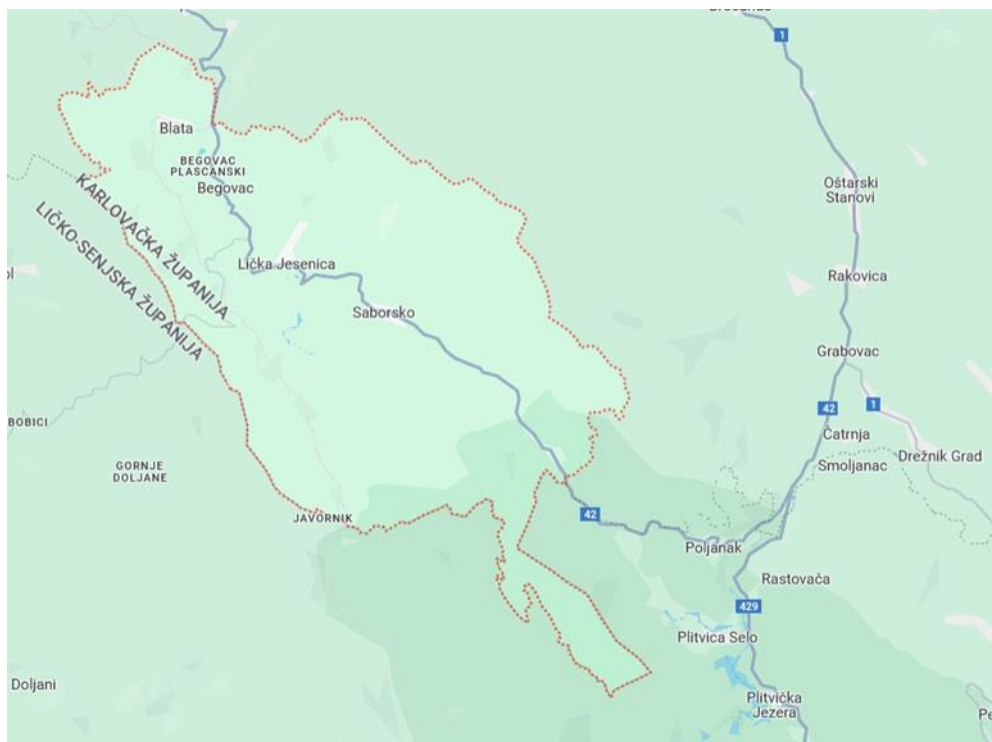 1
Blata
BEGOVAC
PLAŠĆANSKI
Begovac
KARLOVAČKA ŽUPANIJA
LIČKO-SENJSKA ŽUPANIJA
Oštarski
Stanovi
Lička Jesenica
Rakovica
Saborsko
Grabovac
42
1
BOBICI
Čatrnja
Drežnik Grad
Smoljanac
GORNJE
DOLJANE
JAVORNIK
42
Poljanak
Rastovača
429
Plitvica Selo
Doljani
Plitvička
Jezera